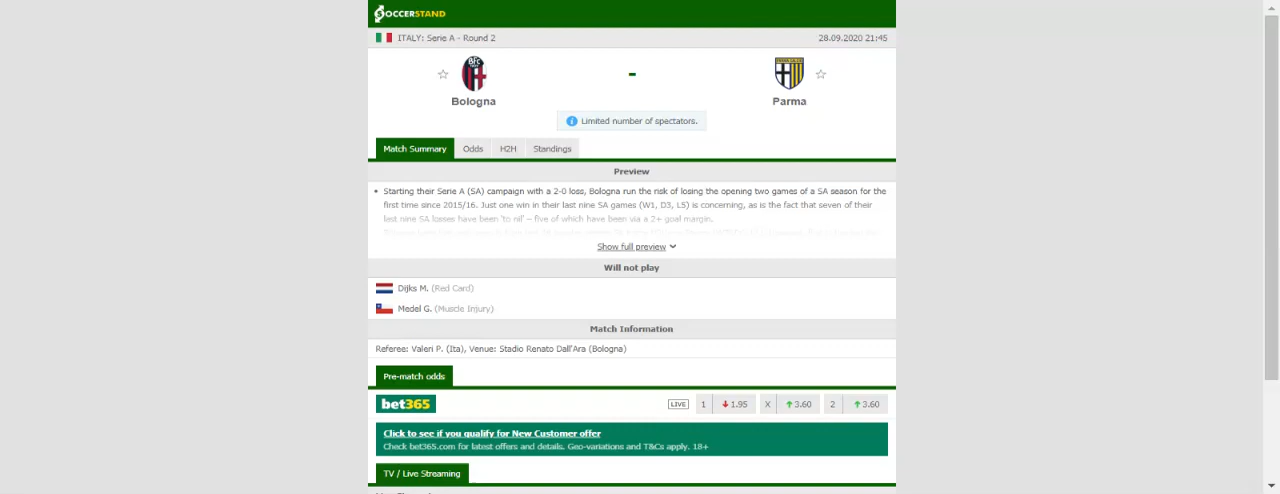 SOCCERSTAND
ITALY: Serie A - Round 2
28.09.2020 21:45
BFC
-
Bologna
Parma
Limited number of spectators.
Match Summary
Odds
H2H
Standings
Preview
Starting their Serie A (SA) campaign with a 2-0 loss, Bologna run the risk of losing the opening two games of a SA season for the
first time since 2015/16. Just one win in their last nine SA games (W1, D3, L5) is concerning, as is the fact that seven of their
last nine SA losses have been 'to nil' – five of which have been via a 2+ goal margin.
Show full preview
Will not play
Dijks M. (Red Card)
Medel G. (Muscle Injury)
Match Information
Referee: Valeri P. (Ita), Venue: Stadio Renato Dall'Ara (Bologna)
Pre-match odds
bet365
LIVE
1
1.95
X
3.60
2
3.60
Click to see if you qualify for New Customer offer
Check bet365.com for latest offers and details. Geo-variations and T&Cs apply. 18+
TV / Live Streaming